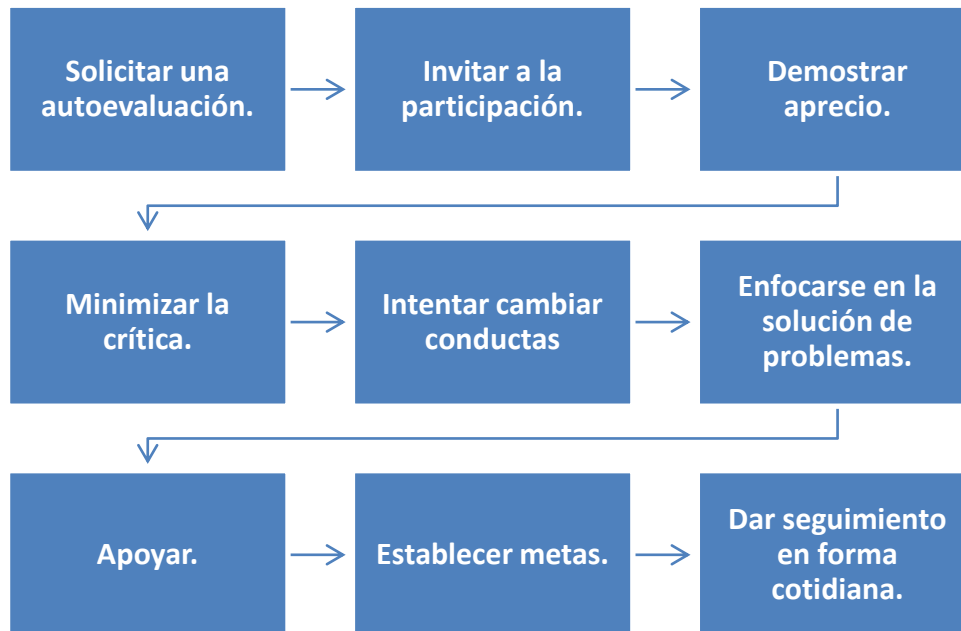 Solicitar una
autoevaluación.
Invitar a la
participación.
Demostrar
aprecio.
Minimizar la
crítica.
Intentar cambiar
conductas
Enfocarse en la
solución de
problemas.
Apoyar.
Establecer metas.
Dar seguimiento
en forma
cotidiana.